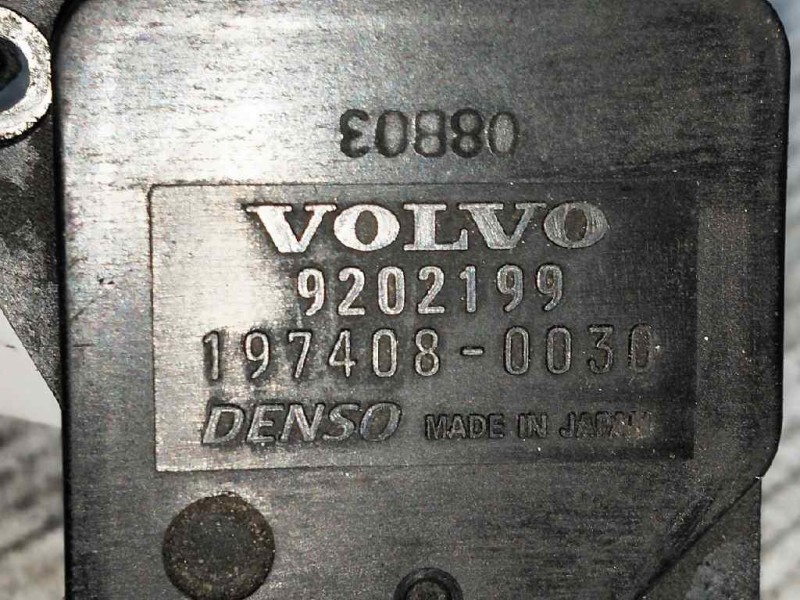 08803
VOLVO
9202199
197408-0030
DENSO MADE IN JAPAN